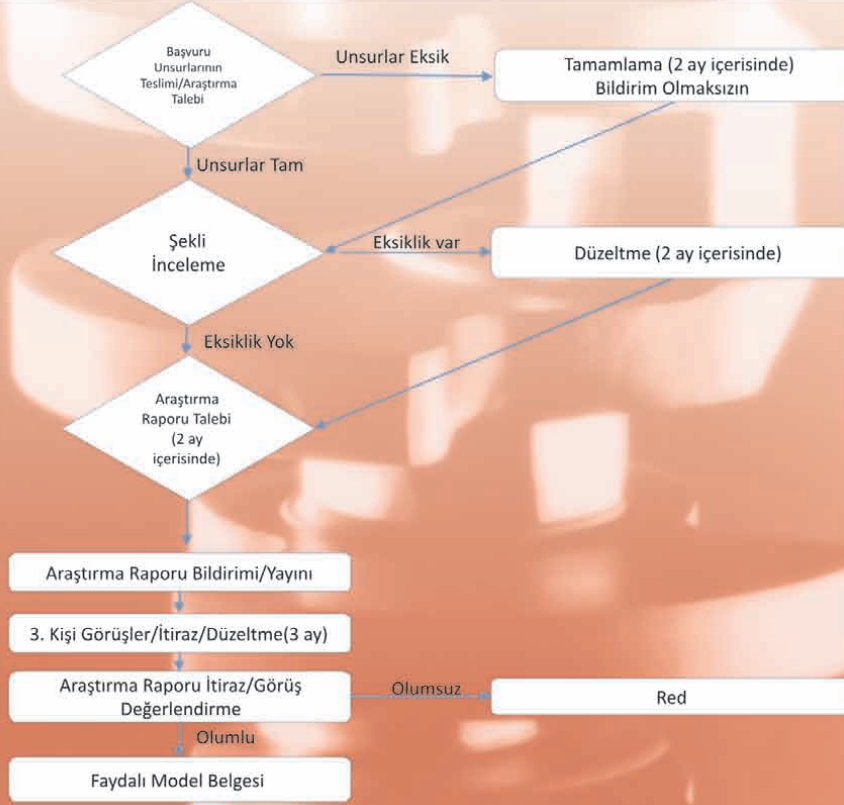 Başvuru
Unsurlarının
Teslimi/Araştırma
Talebi
Unsurlar Eksik
Tamamlama (2 ay içerisinde)
Bildirim Olmaksızın
Unsurlar Tam
Şekli
İnceleme
Eksiklik var
Düzeltme (2 ay içerisinde)
Eksiklik Yok
Araştırma
Raporu Talebi
(2 ay
içerisinde)
Araştırma Raporu Bildirimi/Yayını
3. Kişi Görüşler/İtiraz/Düzeltme(3 ay)
Araştırma Raporu İtiraz/Görüş
Değerlendirme
Olumsuz
Red
Olumlu
Faydalı Model Belgesi